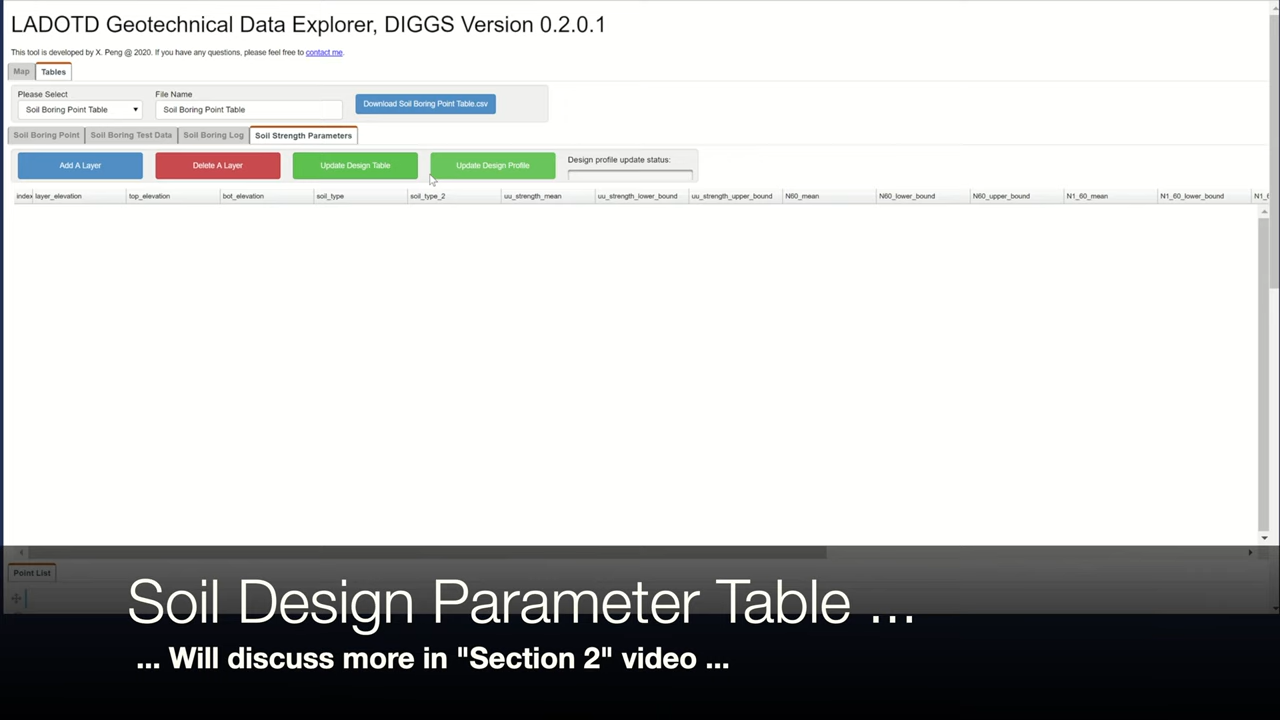 LADOTD Geotechnical Data Explorer, DIGGS Version 0.2.0.1
This tool is developed by X. Peng @ 2020. If you have any questions, please feel free to contact me.
Map Tables
Please Select File Name
Soil Boring Point Table Soil Boring Point Table Download Soil Boring Point Table.csv
Soil Boring Point Soil Boring Test Data Soil Boring Log Soil Strength Parameters
Add A Layer Delete A Layer Update Design Table Update Design Profile Design profile update status:
index layer_elevation top_elevation bot_elevation soil_type soil_type_2 uu_strength_mean uu_strength_lower_bound uu_strength_upper_bound N60_mean N60_lower_bound N60_upper_bound N1_60_mean N1_60_lower_bound
Point List
Soil Design Parameter Table ...
... Will discuss more in "Section 2" video ...